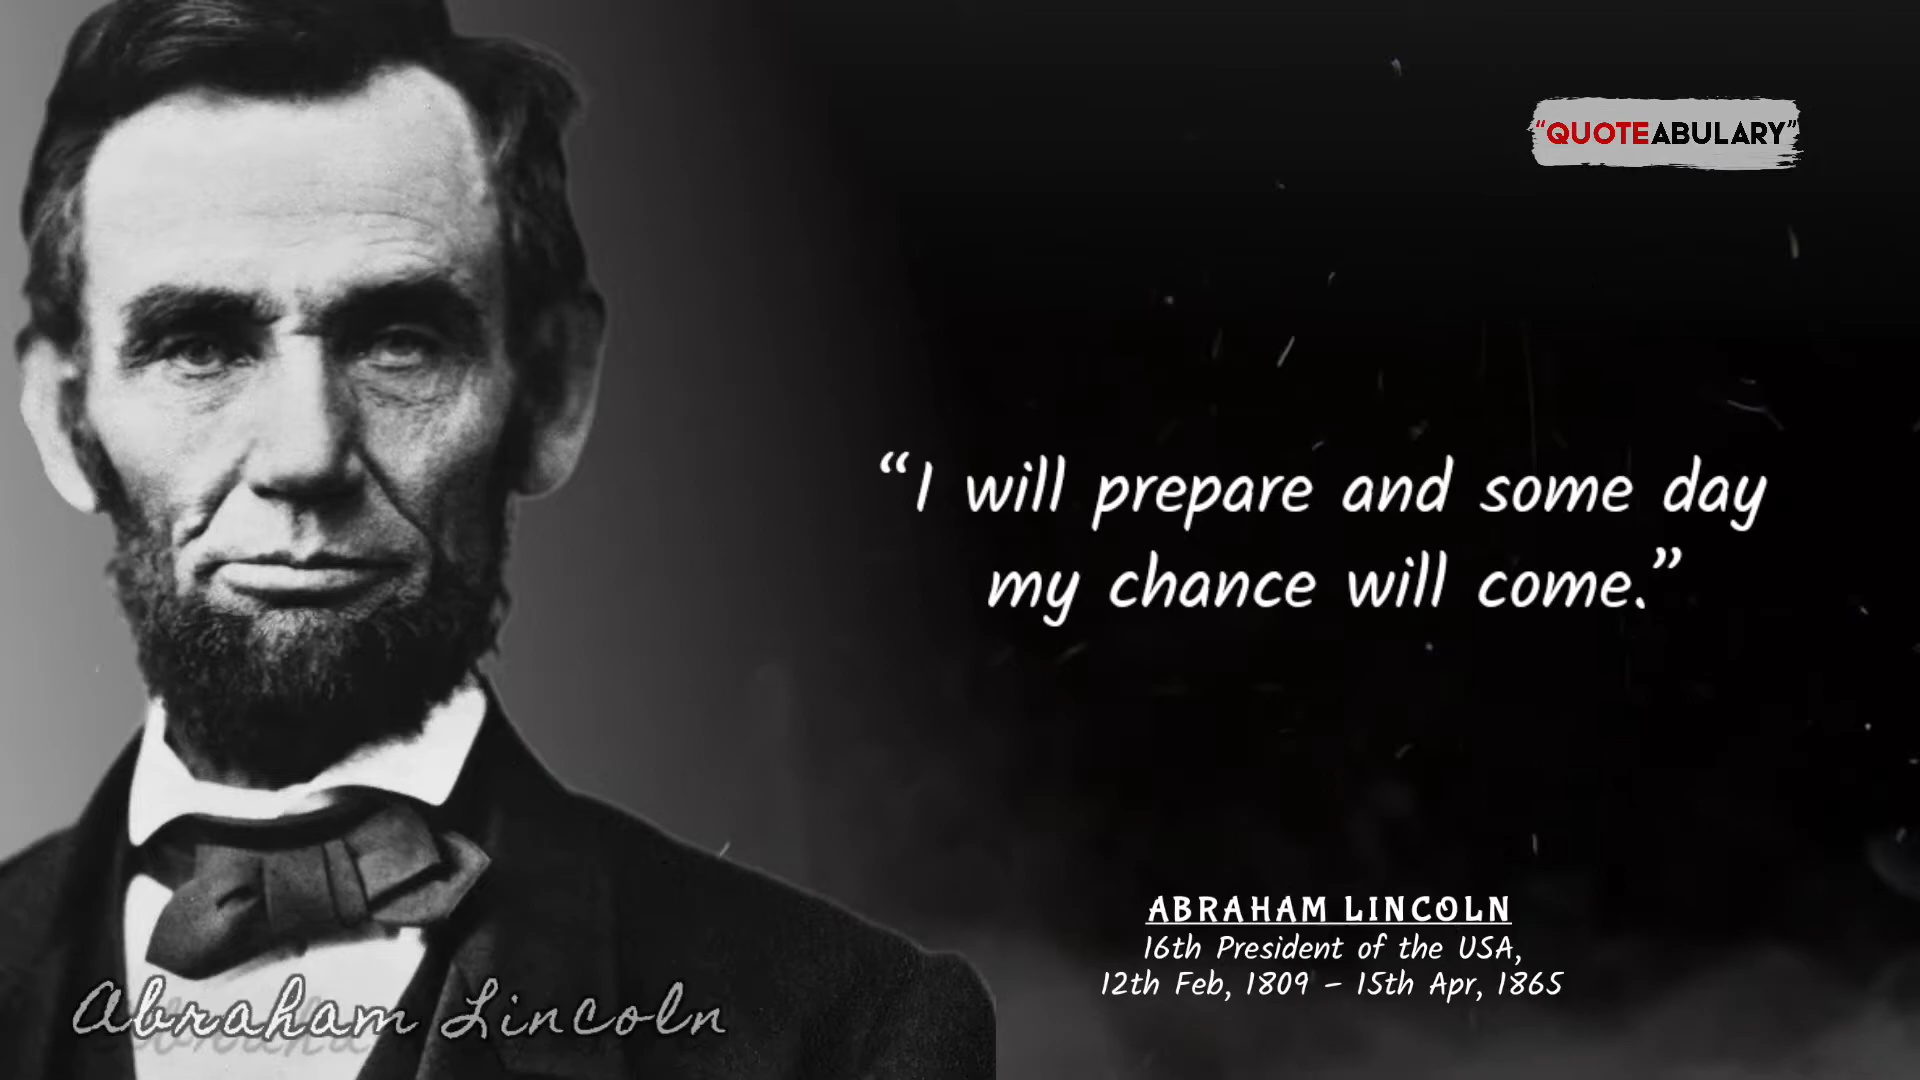 “QUOTEABULARY”
“I will prepare and some day
my chance will come.”
ABRAHAM LINCOLN
16th President of the USA,
12th Feb, 1809 – 15th Apr, 1865
Abraham Lincoln